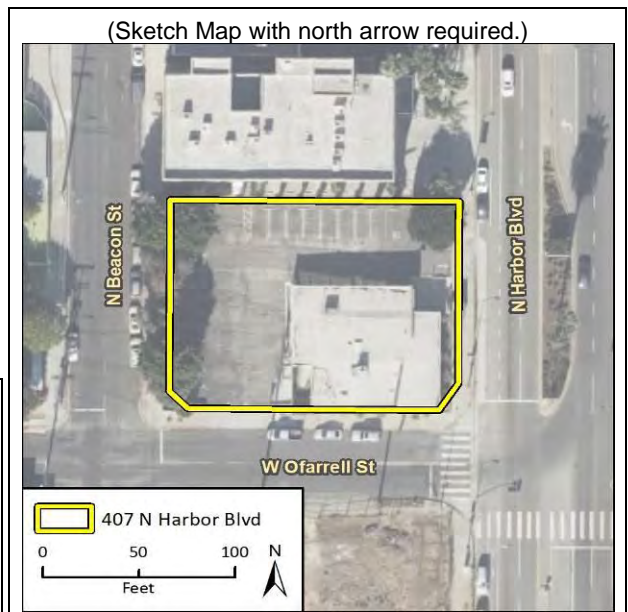 (Sketch Map with north arrow required.)
N Beacon St
N Harbor Blvd
W Ofarrell St
407 N Harbor Blvd
0 50 100 N
Feet